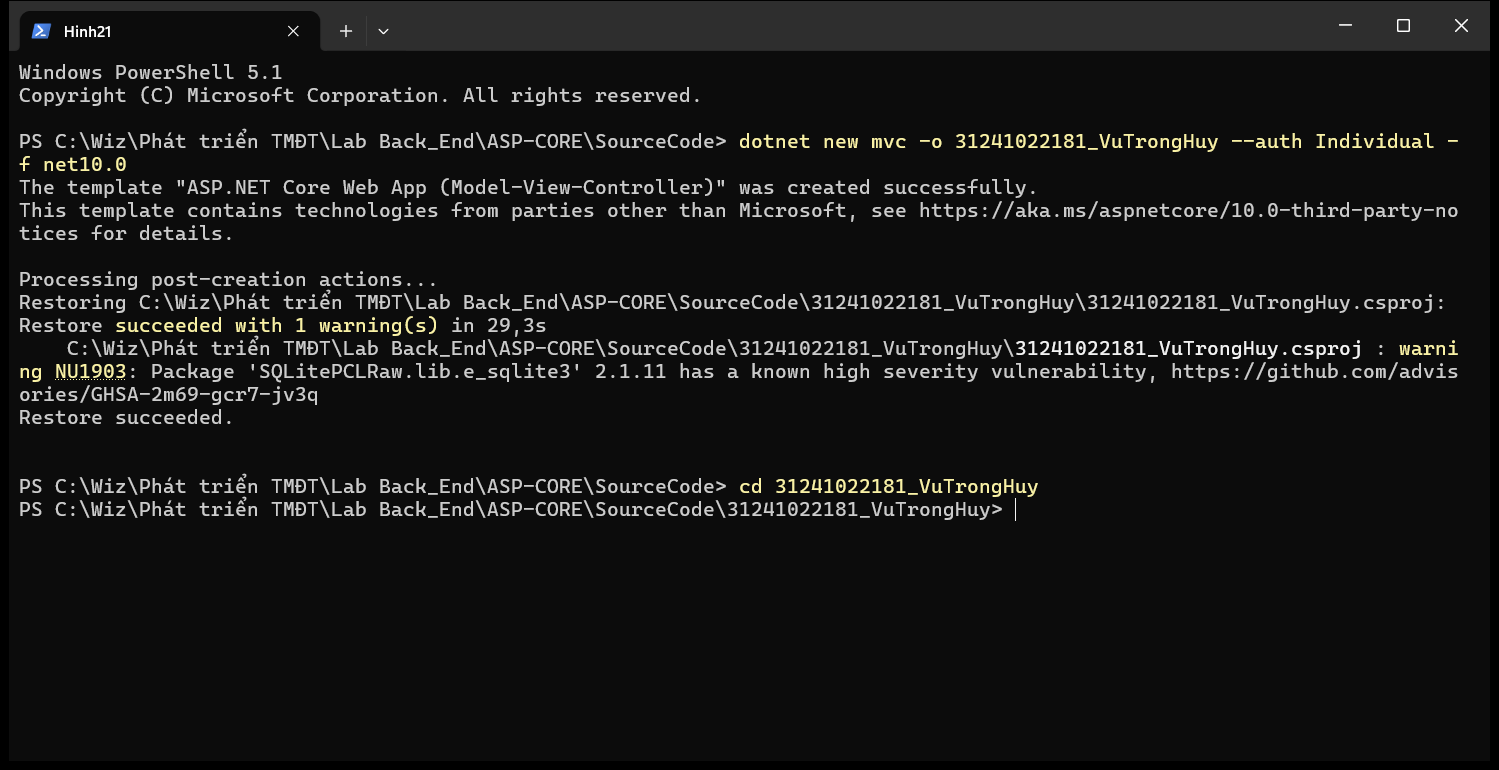 Hinh21
Windows PowerShell 5.1
Copyright (C) Microsoft Corporation. All rights reserved.
PS C:\Wiz\Phát triển TMĐT\Lab Back_End\ASP-CORE\SourceCode> dotnet new mvc -o 31241022181_VuTrongHuy --auth Individual -
f net10.0
The template "ASP.NET Core Web App (Model-View-Controller)" was created successfully.
This template contains technologies from parties other than Microsoft, see https://aka.ms/aspnetcore/10.0-third-party-no
tices for details.
Processing post-creation actions...
Restoring C:\Wiz\Phát triển TMĐT\Lab Back_End\ASP-CORE\SourceCode\31241022181_VuTrongHuy\31241022181_VuTrongHuy.csproj:
Restore succeeded with 1 warning(s) in 29,3s
    C:\Wiz\Phát triển TMĐT\Lab Back_End\ASP-CORE\SourceCode\31241022181_VuTrongHuy\31241022181_VuTrongHuy.csproj : warni
ng NU1903: Package 'SQLitePCLRaw.lib.e_sqlite3' 2.1.11 has a known high severity vulnerability, https://github.com/advis
ories/GHSA-2m69-gcr7-jv3q
Restore succeeded.
PS C:\Wiz\Phát triển TMĐT\Lab Back_End\ASP-CORE\SourceCode> cd 31241022181_VuTrongHuy
PS C:\Wiz\Phát triển TMĐT\Lab Back_End\ASP-CORE\SourceCode\31241022181_VuTrongHuy>